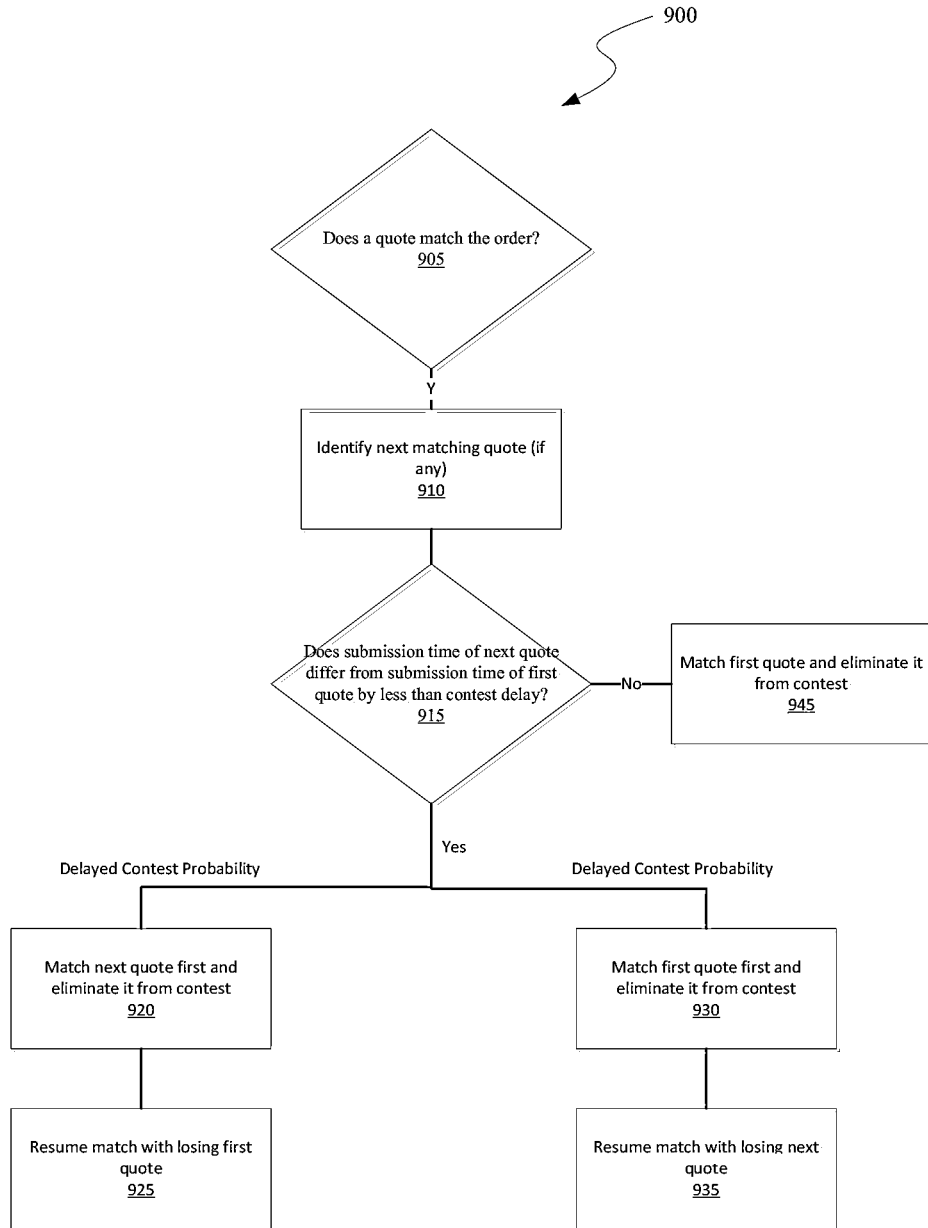 900
Does a quote match the order?
905
Y
Identify next matching quote (if
any)
910
Does submission time of next quote
differ from submission time of first
quote by less than contest delay?
915
No
Match first quote and eliminate it
from contest
945
Yes
Delayed Contest Probability
Delayed Contest Probability
Match next quote first and
eliminate it from contest
920
Match first quote first and
eliminate it from contest
930
Resume match with losing first
quote
925
Resume match with losing next
quote
935